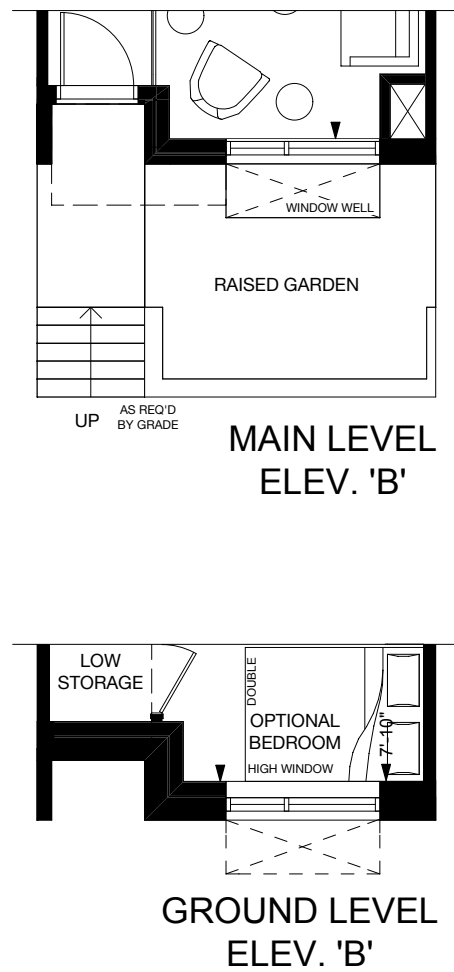 WINDOW WELL
RAISED GARDEN
UP
AS REQ'D
BY GRADE
MAIN LEVEL
ELEV. 'B'
LOW
STORAGE
DOUBLE
OPTIONAL
BEDROOM
7'-10"
HIGH WINDOW
GROUND LEVEL
ELEV. 'B'